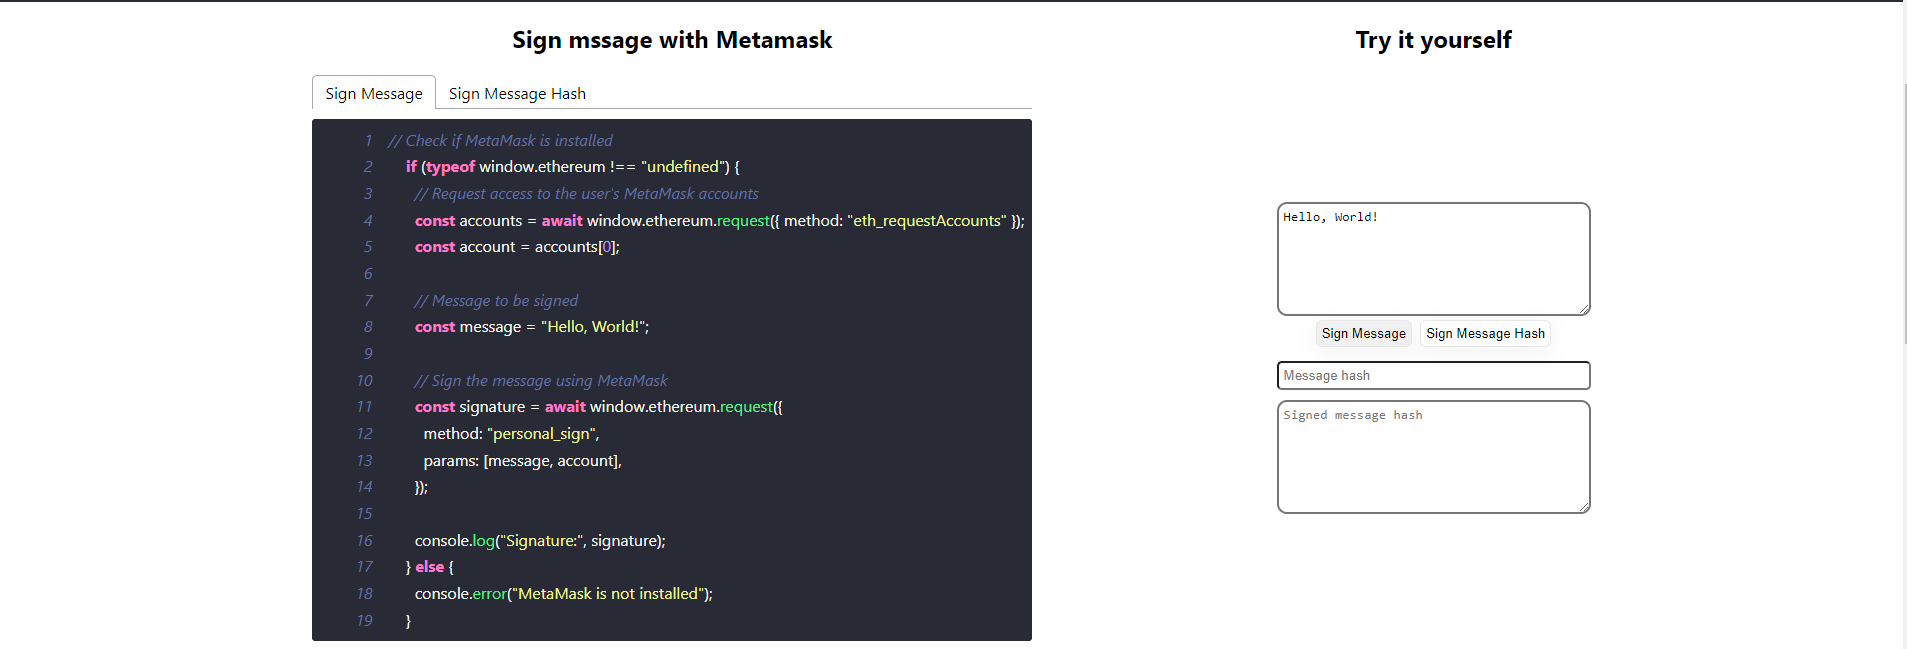 Sign mssage with Metamask
Sign Message
Sign Message Hash
1 // Check if MetaMask is installed
2 if (typeof window.ethereum !== "undefined") {
3 // Request access to the user's MetaMask accounts
4 const accounts = await window.ethereum.request({ method: "eth_requestAccounts" });
5 const account = accounts[0];
6
7 // Message to be signed
8 const message = "Hello, World!";
9
10 // Sign the message using MetaMask
11 const signature = await window.ethereum.request({
12 method: "personal_sign",
13 params: [message, account],
14 });
15
16 console.log("Signature:", signature);
17 } else {
18 console.error("MetaMask is not installed");
19 }
Try it yourself
Hello, World!
Sign Message
Sign Message Hash
Message hash
Signed message hash